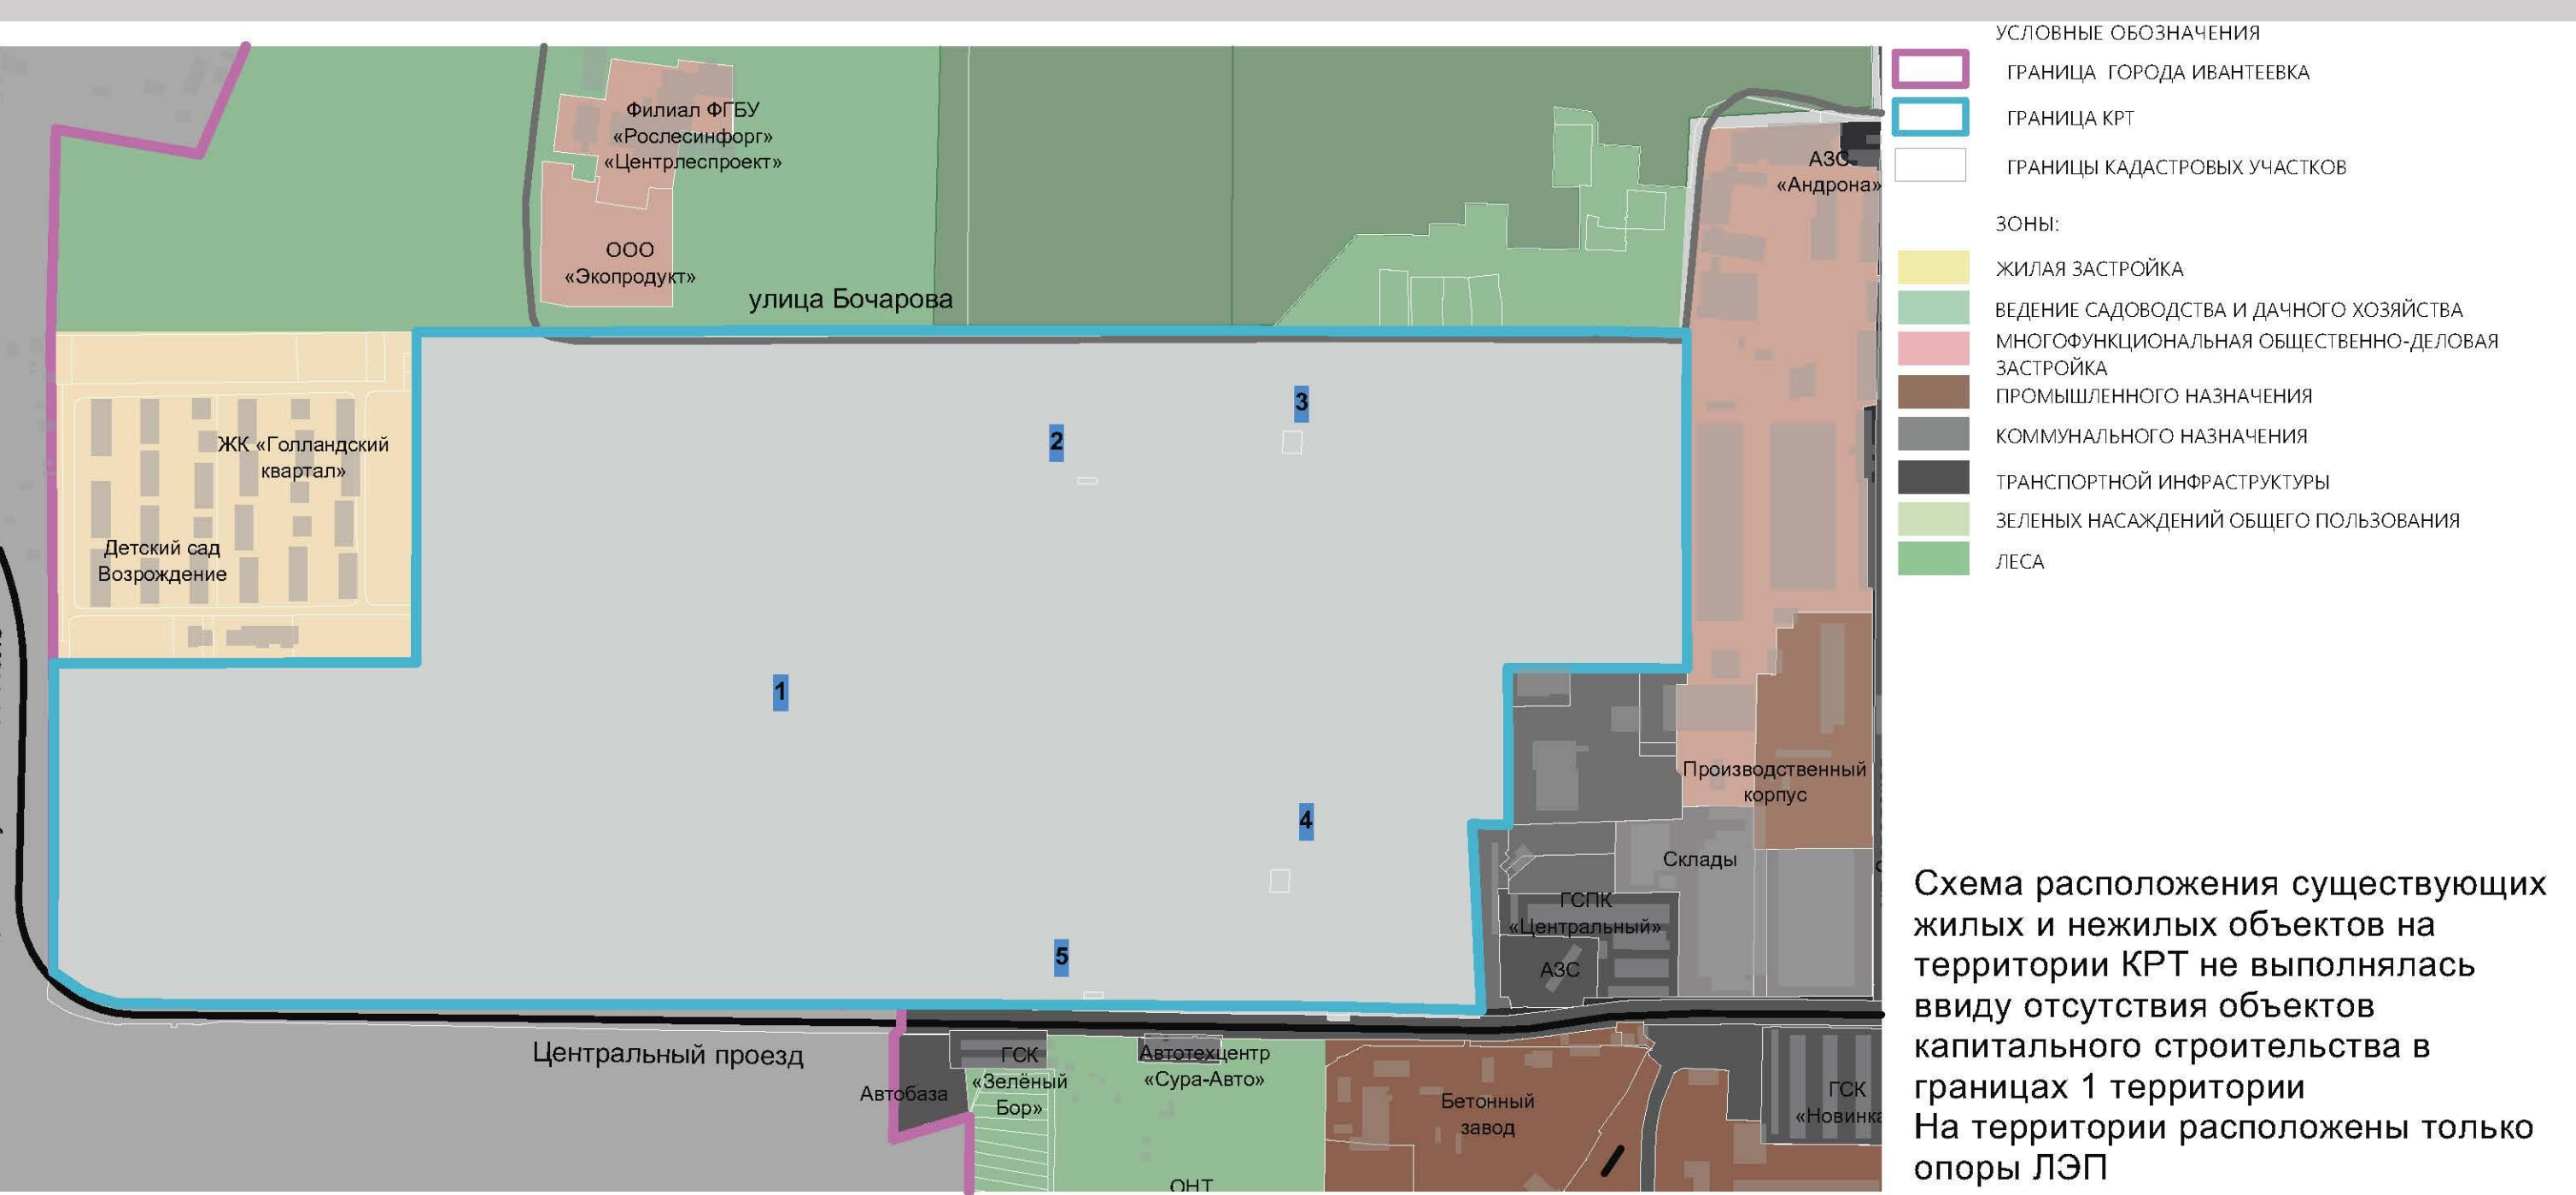 УСЛОВНЫЕ ОБОЗНАЧЕНИЯ
ГРАНИЦА ГОРОДА ИВАНТЕЕВКА
ГРАНИЦА КРТ
ГРАНИЦЫ КАДАСТРОВЫХ УЧАСТКОВ
ЗОНЫ:
ЖИЛАЯ ЗАСТРОЙКА
ВЕДЕНИЕ САДОВОДСТВА И ДАЧНОГО ХОЗЯЙСТВА
МНОГОФУНКЦИОНАЛЬНАЯ ОБЩЕСТВЕННО-ДЕЛОВАЯ
ЗАСТРОЙКА
ПРОМЫШЛЕННОГО НАЗНАЧЕНИЯ
КОММУНАЛЬНОГО НАЗНАЧЕНИЯ
ТРАНСПОРТНОЙ ИНФРАСТРУКТУРЫ
ЗЕЛЕНЫХ НАСАЖДЕНИЙ ОБЩЕГО ПОЛЬЗОВАНИЯ
ЛЕСА
Филиал ФГБУ
«Рослесинфорг»
«Центрлеспроект»
ООО
«Экопродукт»
улица Бочарова
АЗС
«Андрона»
ЖК «Голландский
квартал»
Детский сад
Возрождение
3
2
1
4
5
Производственный
корпус
Склады
ГСПК
«Центральный»
АЗС
Центральный проезд
Автобаза
ГСК
«Зелёный
Бор»
Автотехцентр
«Сура-Авто»
ОНТ
Бетонный
завод
ГСК
«Новинка
Схема расположения существующих
жилых и нежилых объектов на
территории КРТ не выполнялась
ввиду отсутствия объектов
капитального строительства в
границах 1 территории
На территории расположены только
опоры ЛЭП